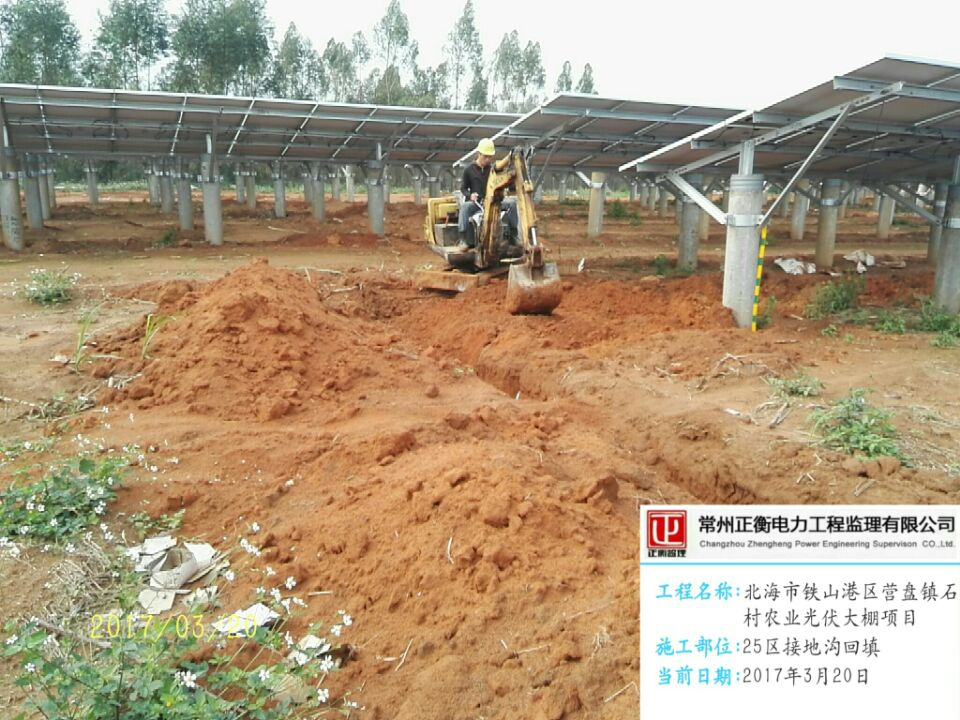 常州正衡电力工程监理有限公司
Changzhou Zhengheng Power Engineering Supervision CO.,Ltd
正衡监理
工程名称:北海市铁山港区营盘镇石
村农业光伏大棚项目
施工部位:25区接地沟回填
当前日期:2017年3月20日
2017/03/20